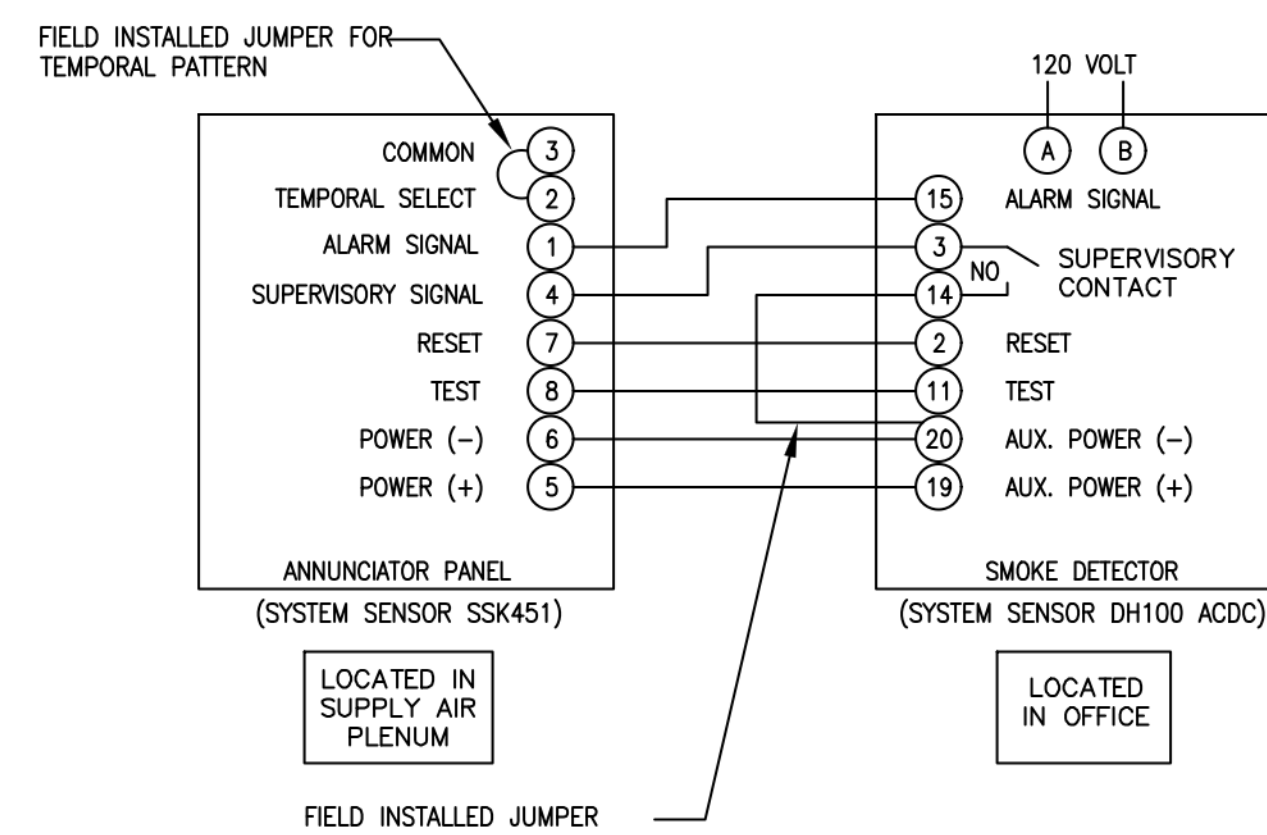 FIELD INSTALLED JUMPER FOR
TEMPORAL PATTERN
120 VOLT
COMMON 3
A B
TEMPORAL SELECT 2
15 ALARM SIGNAL
ALARM SIGNAL 1
3 SUPERVISORY
CONTACT
NO
SUPERVISORY SIGNAL 4
14
RESET 7
2 RESET
TEST 8
11 TEST
POWER (–) 6
20 AUX. POWER (–)
POWER (+) 5
19 AUX. POWER (+)
ANNUNCIATOR PANEL
(SYSTEM SENSOR SSK451)
SMOKE DETECTOR
(SYSTEM SENSOR DH100 ACDC)
LOCATED IN
SUPPLY AIR
PLENUM
LOCATED
IN OFFICE
FIELD INSTALLED JUMPER